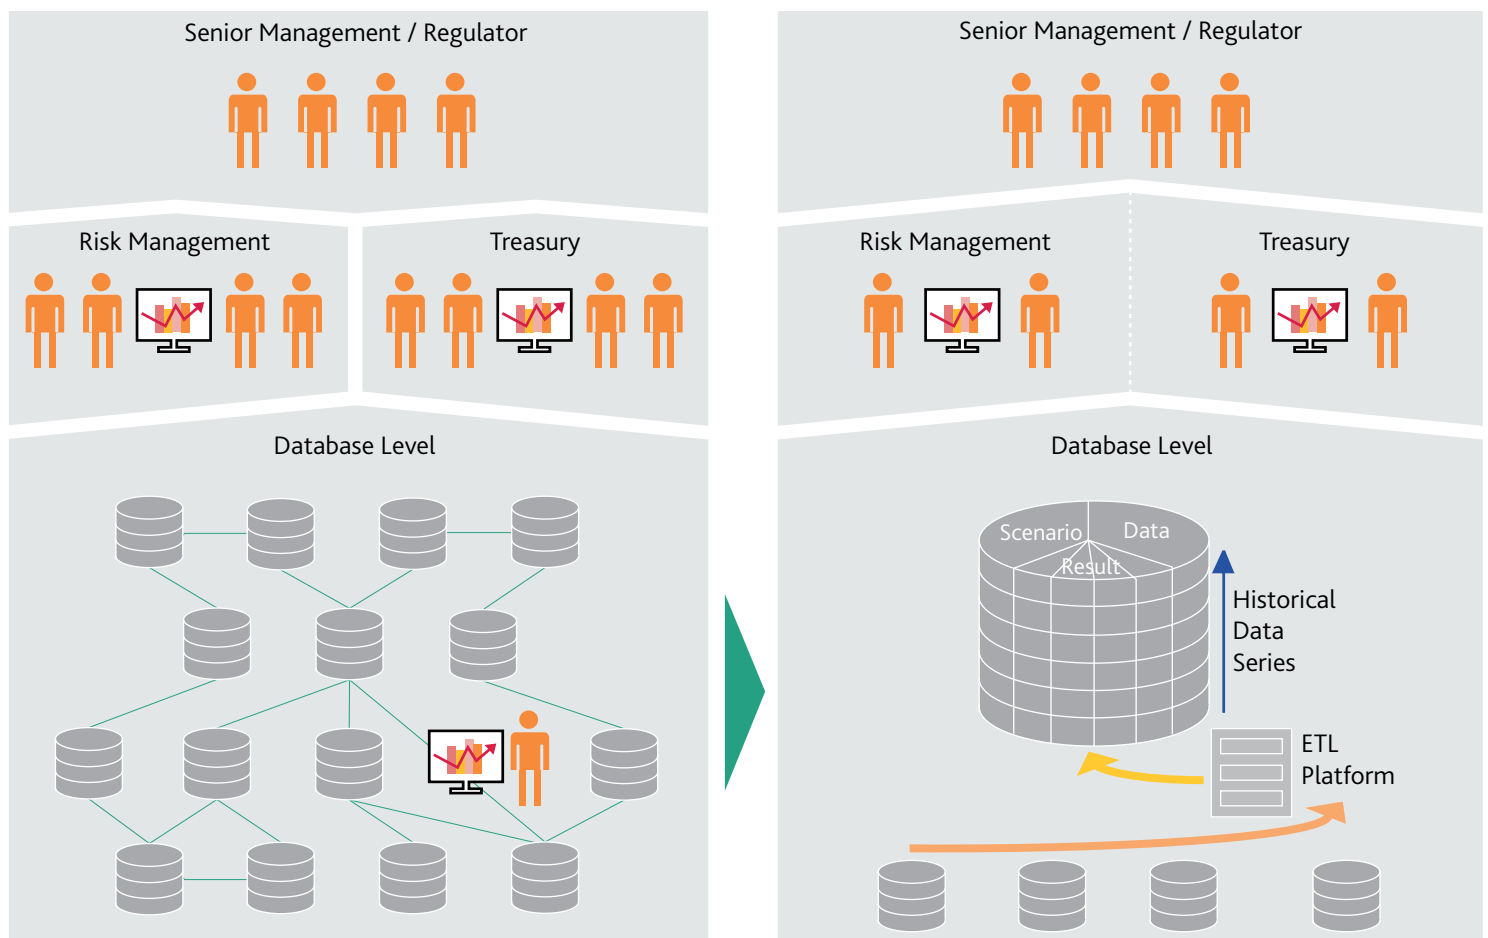 Senior Management / Regulator
Risk Management
Treasury
Database Level
Senior Management / Regulator
Risk Management
Treasury
Database Level
Scenario
Data
Result
Historical
Data
Series
ETL
Platform